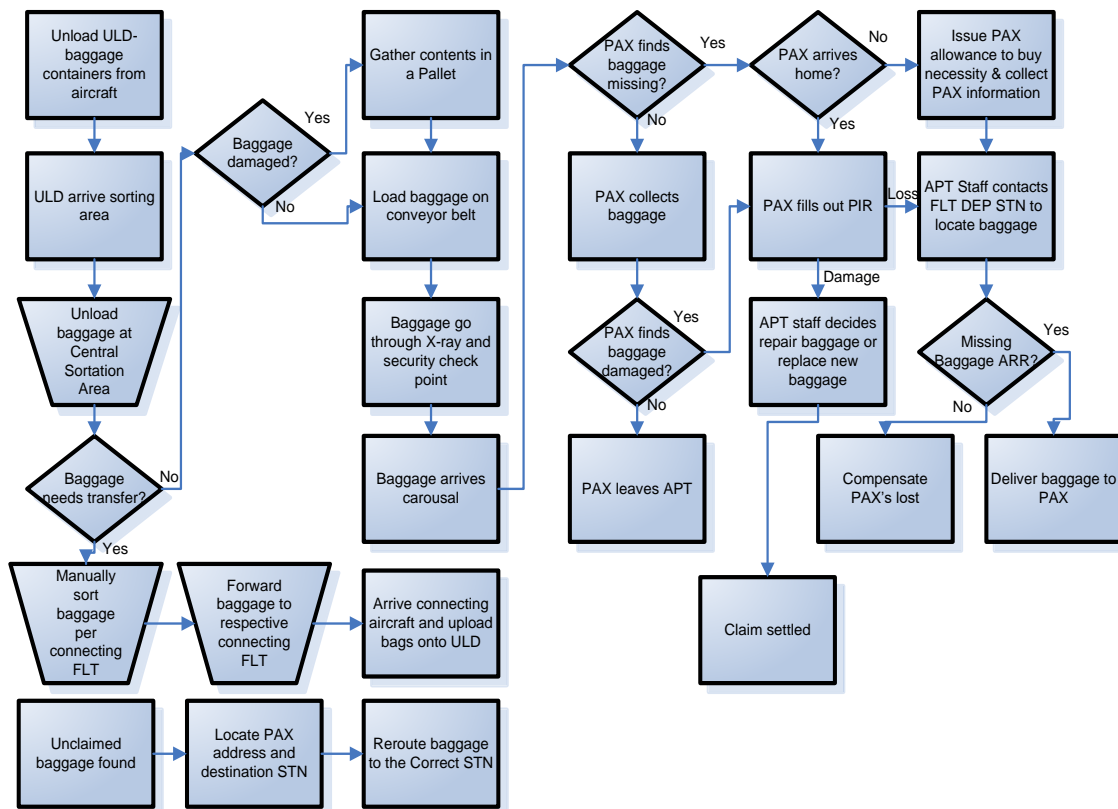 Unload ULD-
baggage
containers from
aircraft
ULD arrive sorting
area
Unload
baggage at
Central
Sortation
Area
Baggage
needs transfer?
No
Yes
Manually
sort
baggage
per
connecting
FLT
Forward
baggage to
respective
connecting
FLT
Arrive connecting
aircraft and upload
bags onto ULD
Unclaimed
baggage found
Locate PAX
address and
destination STN
Reroute baggage
to the Correct STN
Baggage
damaged?
Yes
No
Gather contents in
a Pallet
Load baggage on
conveyor belt
Baggage go
through X-ray and
security check
point
Baggage arrives
carousal
PAX finds
baggage
missing?
Yes
No
PAX collects
baggage
PAX finds
baggage
damaged?
Yes
No
PAX leaves APT
PAX arrives
home?
No
Yes
PAX fills out PIR
Loss
Damage
APT staff decides
repair baggage or
replace new
baggage
Claim settled
Issue PAX
allowance to buy
necessity & collect
PAX information
APT Staff contacts
FLT DEP STN to
locate baggage
Missing
Baggage ARR?
Yes
No
Compensate
PAX's lost
Deliver baggage to
PAX